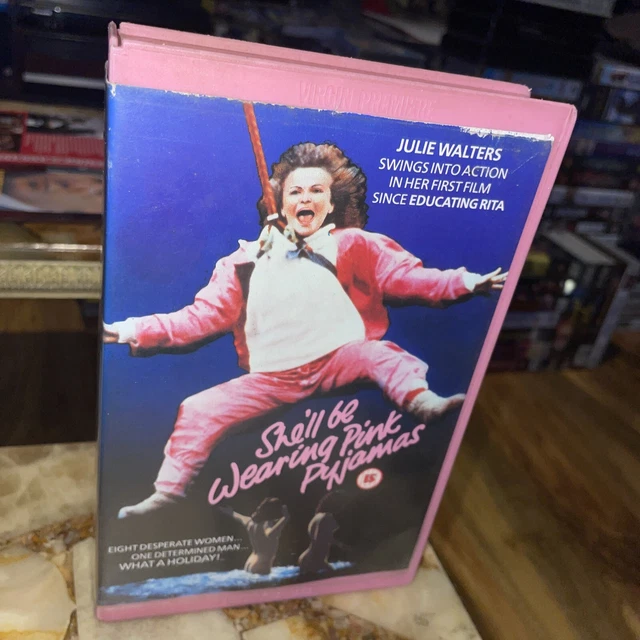 JULIE WALTERS
SWINGS INTO ACTION
IN HER FIRST FILM
SINCE EDUCATING RITA
She'll be
Wearing Pink
Pyjamas
15
EIGHT DESPERATE WOMEN...
ONE DETERMINED MAN...
WHAT A HOLIDAY!